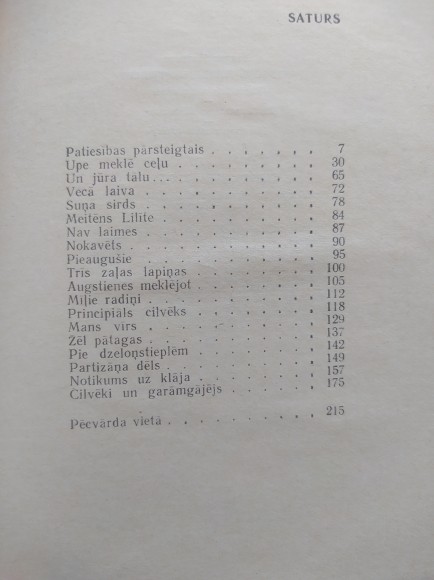 SATURS
Patiesības pārsteigtais . . . . . . . . 7
Upe meklē ceļu . . . . . . . . . 30
Un jūra tālu... . . . . . . . . . 65
Vecā laiva . . . . . . . . . . 72
Suņa sirds . . . . . . . . . . 78
Meitēns Lilīte . . . . . . . . . 84
Nav laimes . . . . . . . . . . 87
Nokavēts . . . . . . . . . . 90
Pieaugušie . . . . . . . . . . 95
Trīs zaļas lapiņas . . . . . . . . 100
Augstienes meklējot . . . . . . . . 105
Mīļie radiņi . . . . . . . . . . 112
Principiāls cilvēks . . . . . . . . 118
Mans vīrs . . . . . . . . . . 129
Žēl pātagas . . . . . . . . . . 137
Pie dzeloņstieplēm . . . . . . . . 142
Partizāna dēls . . . . . . . . . 149
Notikums uz klāja . . . . . . . . 157
Cilvēki un garāmgājējs . . . . . . . 175
Pēcvārda vietā . . . . . . . . . 215